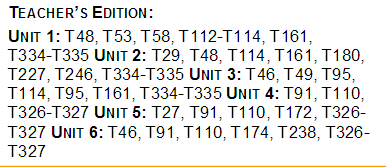 TEACHER'S EDITION:
UNIT 1: T48, T53, T58, T112-T114, T161,
T334-T335 UNIT 2: T29, T48, T114, T161, T180,
T227, T246, T334-T335 UNIT 3: T46, T49, T95,
T114, T95, T161, T334-T335 UNIT 4: T91, T110,
T326-T327 UNIT 5: T27, T91, T110, T172, T326-
T327 UNIT 6: T46, T91, T110, T174, T238, T326-
T327